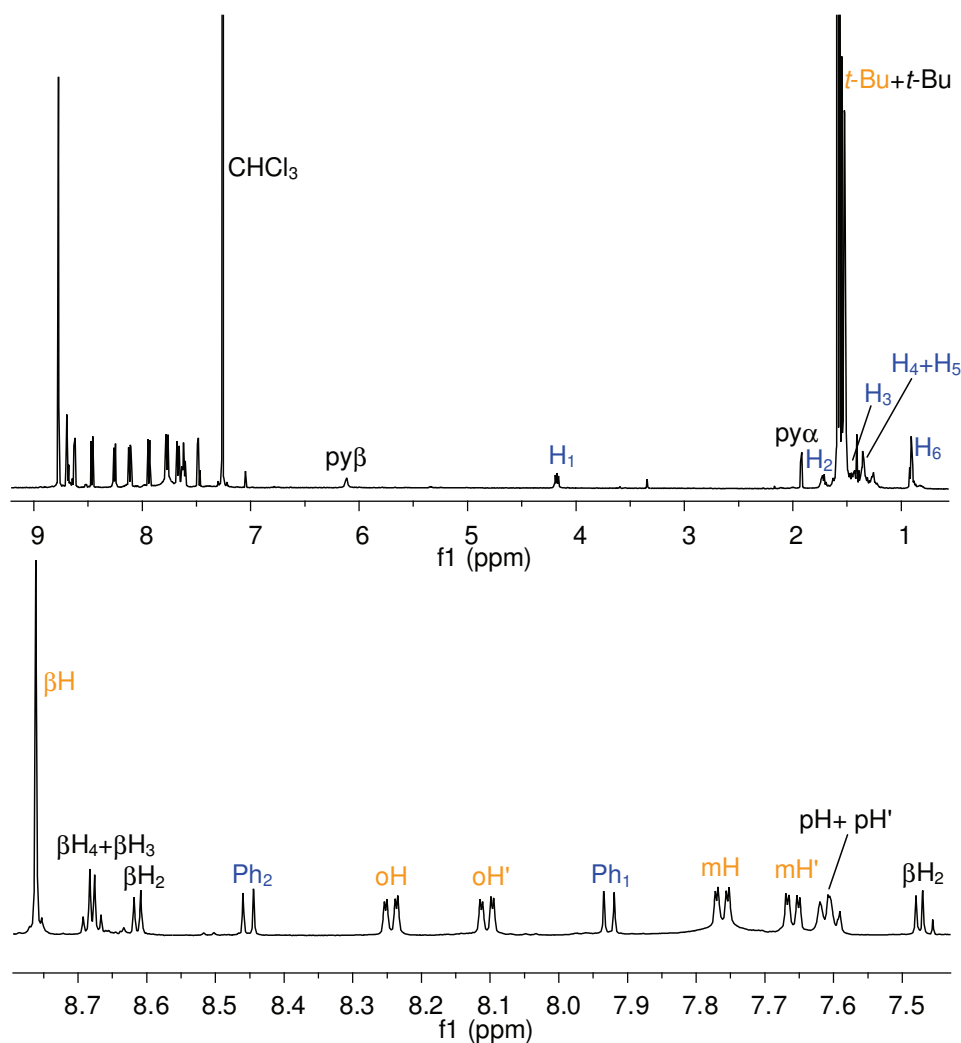 t-Bu+t-Bu
CHCl3
H4+H5
H3
pyβ
H1
pyα
H2
H6
9 8 7 6 5 4 3 2 1
f1 (ppm)
βH
βH4+βH3
βH2
Ph2
oH
oH'
Ph1
mH
mH'
pH+ pH'
βH2
8.7 8.6 8.5 8.4 8.3 8.2 8.1 8.0 7.9 7.8 7.7 7.6 7.5
f1 (ppm)